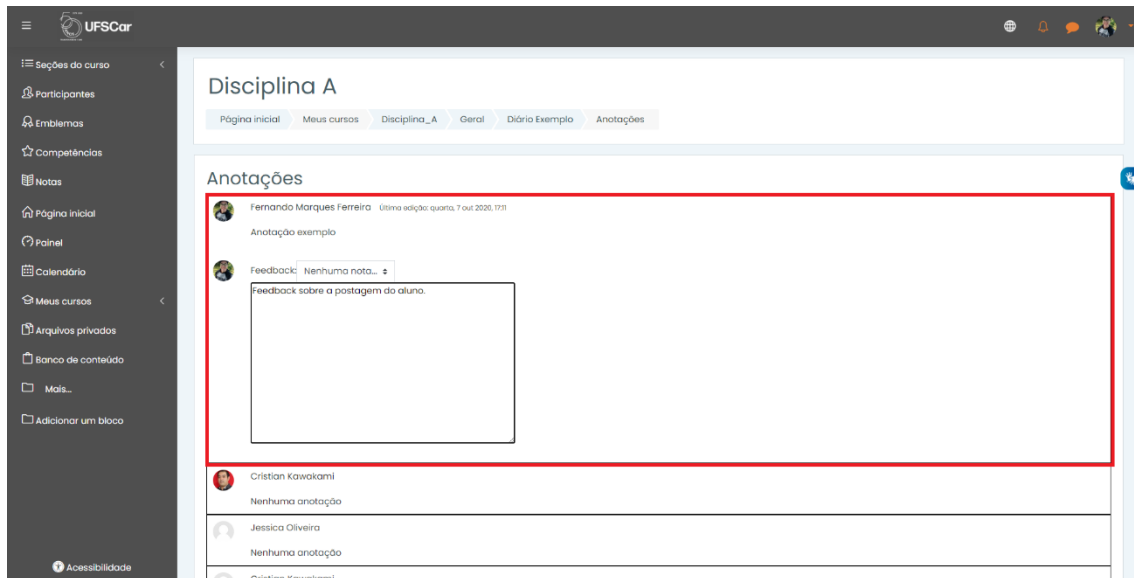 UFSCar
Seções do curso
Participantes
Emblemas
Competências
Notas
Página inicial
Painel
Calendário
Meus cursos
Arquivos privados
Banco de conteúdo
Mais...
Adicionar um bloco
Acessibilidade
Disciplina A
Página inicial Meus cursos Disciplina_A Geral Diário Exemplo Anotações
Anotações
Fernando Marques Ferreira Última edição: quarta, 7 out 2020, 17:11
Anotação exemplo
Feedback: Nenhuma nota...
Feedback sobre a postagem do aluno.
Cristian Kawakami
Nenhuma anotação
Jessica Oliveira
Nenhuma anotação
Cristian Kawakami